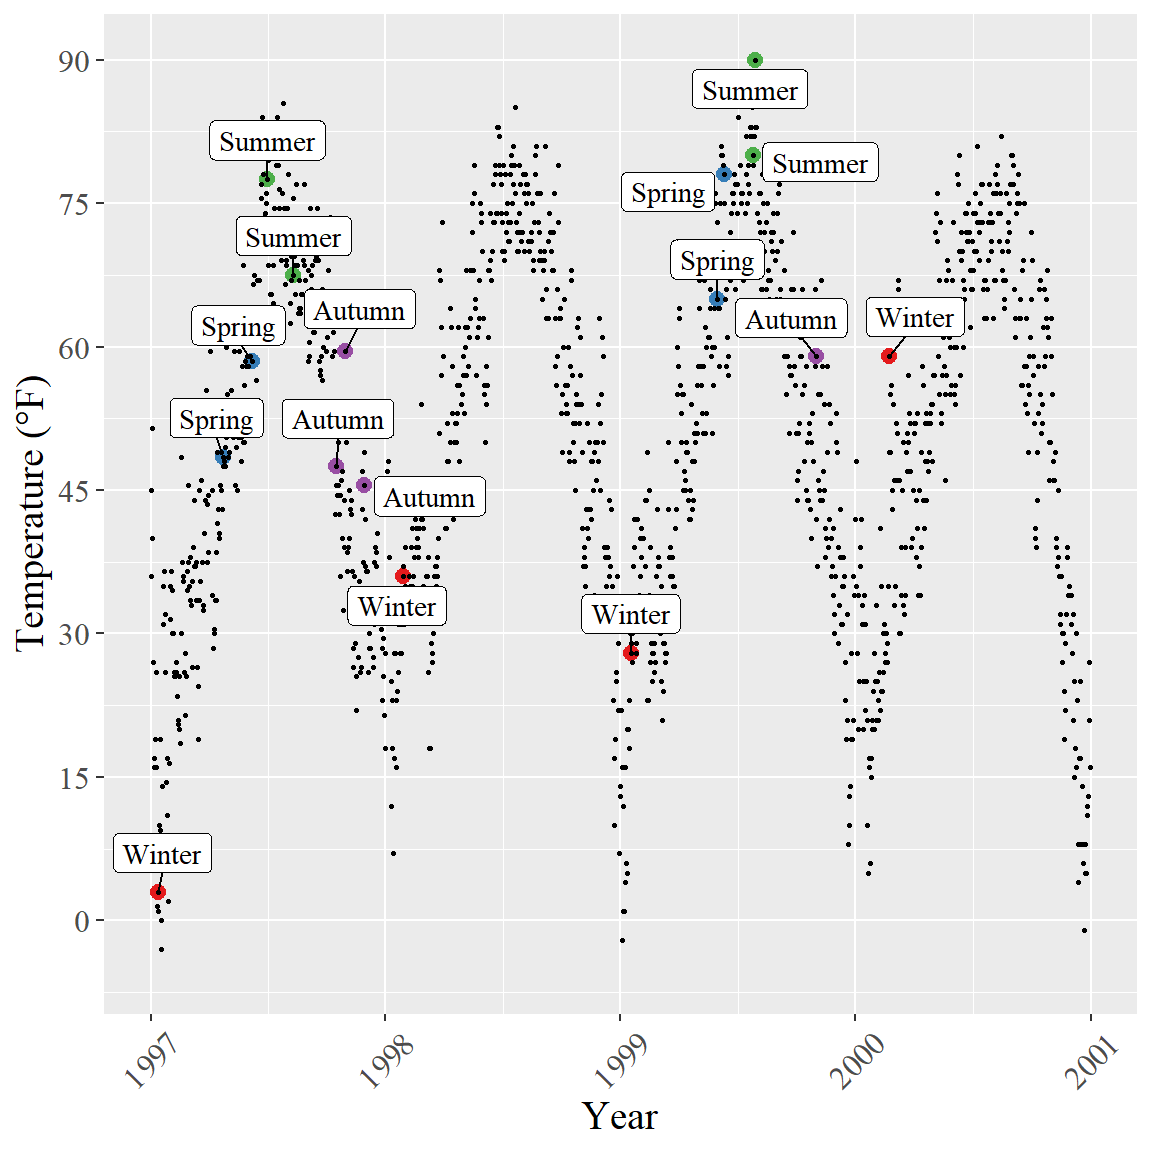 90
Summer
Summer
Summer
75
Spring
Summer
Spring
Autumn
Autumn
Winter
Spring
60
Spring
Autumn
45
Autumn
Winter
Winter
30
15
Winter
0
Temperature (°F)
1997
1998
1999
2000
2001
Year